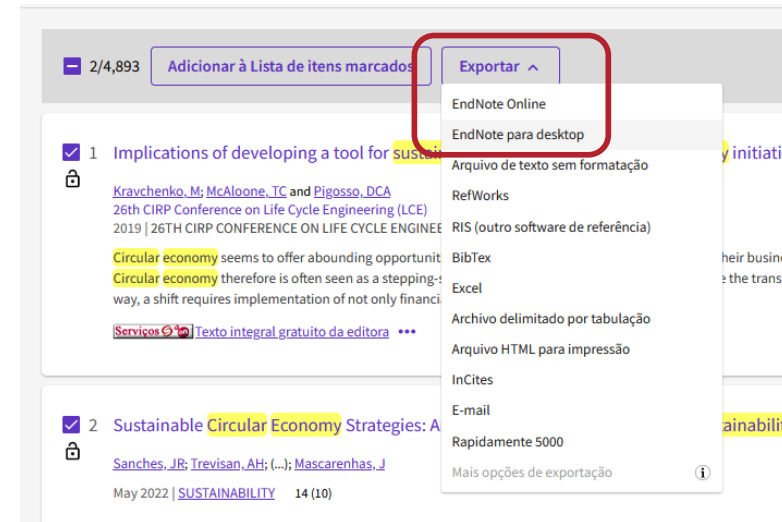 2/4,893 Adicionar à Lista de itens marcados Exportar
EndNote Online
EndNote para desktop
Arquivo de texto sem formatação
RefWorks
RIS (outro software de referência)
BibTex
Excel
Archivo delimitado por tabulação
Arquivo HTML para impressão
InCites
E-mail
Rapidamente 5000
Mais opções de exportação
1 Implications of developing a tool for initiati
Kravchenko, M; McAloone, TC and Pigosso, DCA
26th CIRP Conference on Life Cycle Engineering (LCE)
2019 | 26TH CIRP CONFERENCE ON LIFE CYCLE ENGINEE
Circular economy seems to offer abounding opportunit heir busin
Circular economy therefore is often seen as a stepping-s e the trans
way, a shift requires implementation of not only financi
Serviços Texto integral gratuito da editora •••
2 Sustainable Circular Economy Strategies: A ainabilit
Sanches, JR; Trevisan, AH; (...); Mascarenhas, J
May 2022 | SUSTAINABILITY 14 (10)